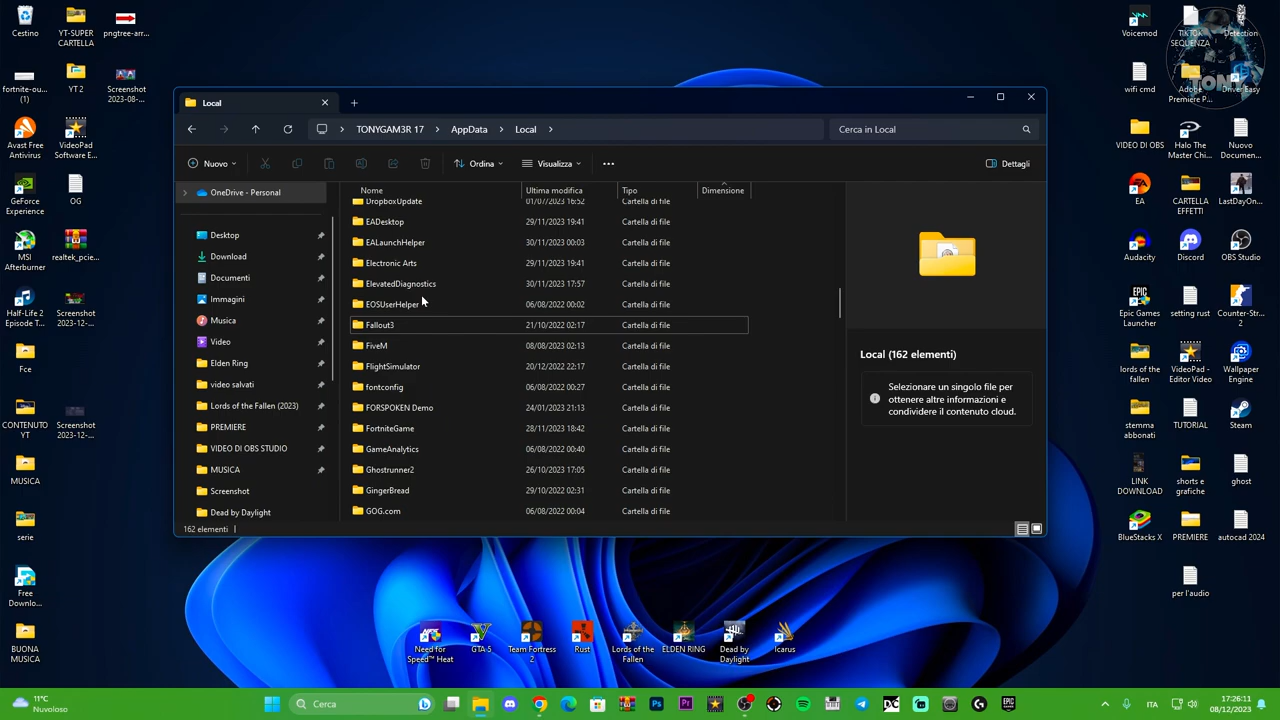 Cestino
YT-SUPER
CARTELLA
pngtree-arr...
fortnite-ou...
(1)
YT 2
Screenshot
2023-08-...
Avast Free
Antivirus
VideoPad
Software E...
GeForce
Experience
OG
MSI
Afterburner
realtek_pcie...
Half-Life 2
Episode T...
Screenshot
2023-12-...
Fce
CONTENUTO
YT
Screenshot
2023-12-...
MUSICA
serie
Free
Downlo...
BUONA
MUSICA
Local
TONYGAM3R 17
AppData
Local
Cerca in Local
Nuovo
Ordina
Visualizza
Dettagli
OneDrive - Personal
Desktop
Download
Documenti
Immagini
Musica
Video
Elden Ring
video salvati
Lords of the Fallen (2023)
PREMIERE
VIDEO DI OBS STUDIO
MUSICA
Screenshot
Dead by Daylight
Nome Ultima modifica Tipo Dimensione
DropboxUpdate 01/07/2023 16:52 Cartella di file
EADesktop 29/11/2023 19:41 Cartella di file
EALaunchHelper 30/11/2023 00:03 Cartella di file
Electronic Arts 29/11/2023 19:41 Cartella di file
ElevatedDiagnostics 30/11/2023 17:57 Cartella di file
EOSUserHelper 06/08/2022 00:02 Cartella di file
Fallout3 21/10/2022 02:17 Cartella di file
FiveM 08/08/2023 02:13 Cartella di file
FlightSimulator 20/12/2022 22:17 Cartella di file
fontconfig 06/08/2022 00:27 Cartella di file
FORSPOKEN Demo 24/01/2023 21:13 Cartella di file
FortniteGame 28/11/2023 18:42 Cartella di file
GameAnalytics 06/08/2022 00:40 Cartella di file
Ghostrunner2 26/10/2023 17:05 Cartella di file
GingerBread 29/10/2022 02:31 Cartella di file
GOG.com 06/08/2022 00:04 Cartella di file
Local (162 elementi)
Selezionare un singolo file per
ottenere altre informazioni e
condividere il contenuto cloud.
162 elementi
Voicemod
TIKTOK
SEQUENZA
Detection
TONY
wifi cmd
Adobe
Premiere P...
Driver Easy
VIDEO DI OBS
Halo The
Master Chi...
Nuovo
Documen...
EA
CARTELLA
EFFETTI
LastDayOn...
Audacity
Discord
OBS Studio
Epic Games
Launcher
setting rust
Counter-Str...
2
lords of the
fallen
VideoPad -
Editor Video
Wallpaper
Engine
stemma
abbonati
TUTORIAL
Steam
LINK
DOWNLOAD
shorts e
grafiche
ghost
BlueStacks X
PREMIERE
autocad 2024
per l'audio
Need for
Speed™ Heat
GTA 5
Team Fortress
2
Rust
Lords of the
Fallen
ELDEN RING
Dead by
Daylight
Icarus
11°C
Nuvoloso
Cerca
ITA
17:26:11
08/12/2023